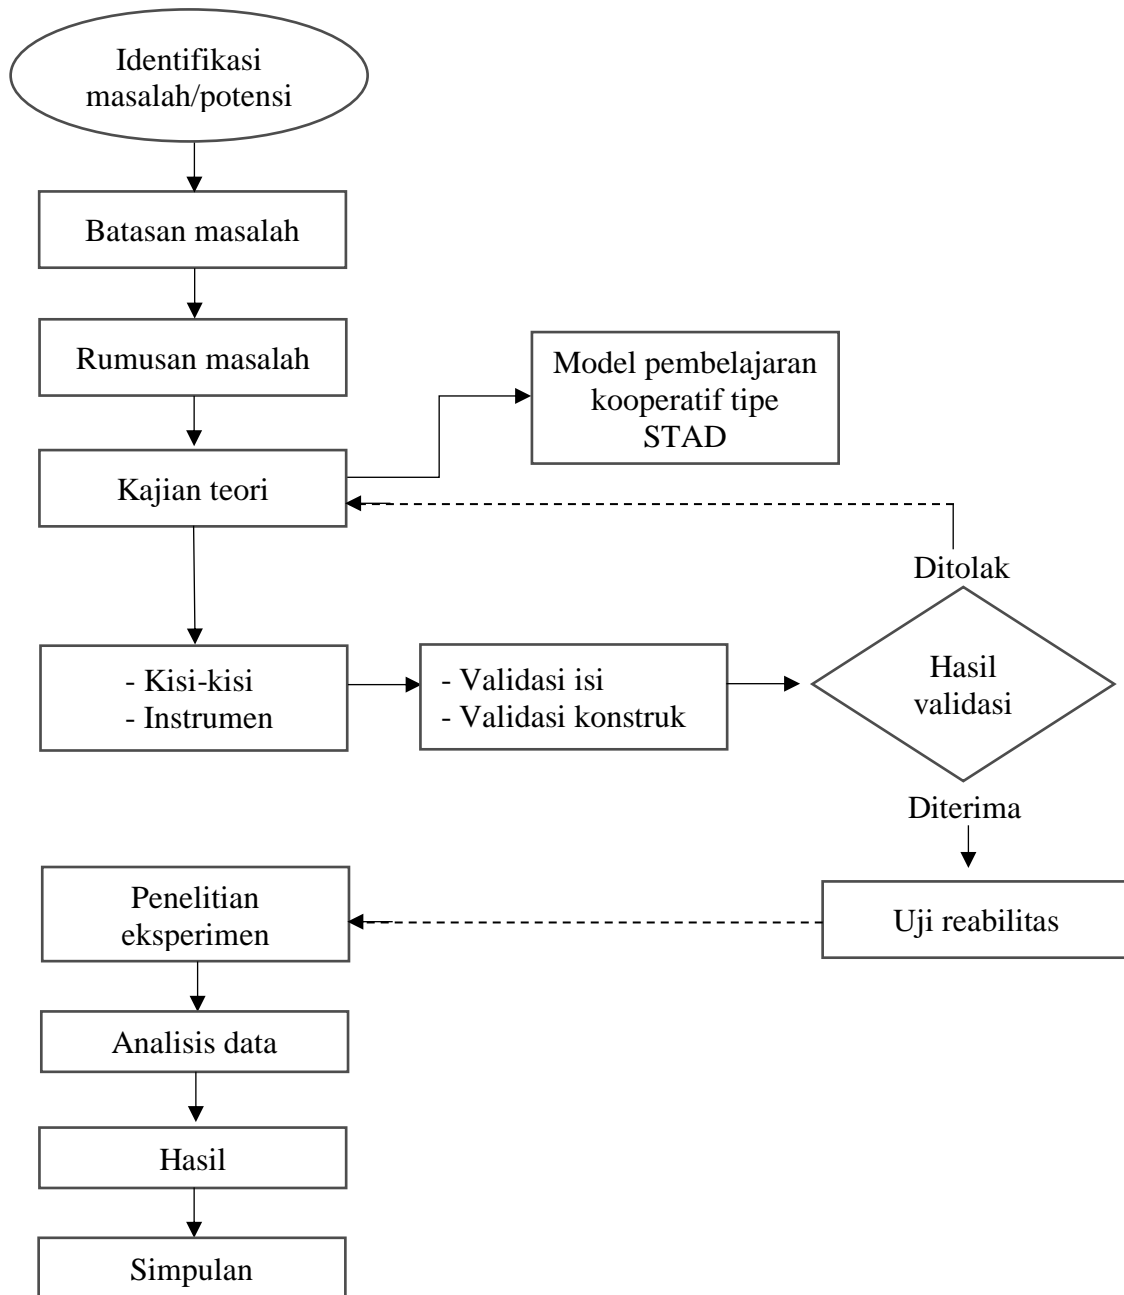 Identifikasi
masalah/potensi
Batasan masalah
Rumusan masalah
Model pembelajaran
kooperatif tipe
STAD
Kajian teori
Ditolak
- Kisi-kisi
- Instrumen
- Validasi isi
- Validasi konstruk
Hasil
validasi
Diterima
Penelitian
eksperimen
Uji reabilitas
Analisis data
Hasil
Simpulan